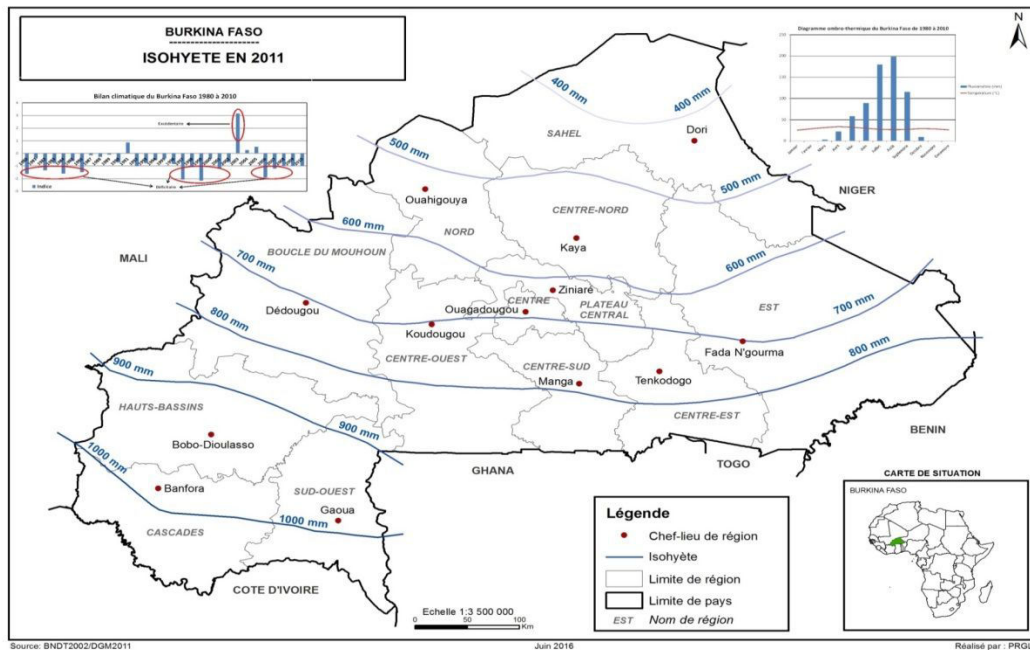 BURKINA FASO
ISOHYETE EN 2011
Bilan climatique du Burkina Faso 1980 à 2010
Excédentaire
Déficitaire
Indice
Diagramme ombro-thermique du Burkina Faso de 1980 à 2010
N
400 mm
400 mm
SAHEL
Dori
500 mm
500 mm
NIGER
Ouahigouya
CENTRE-NORD
600 mm
NORD
Kaya
BOUCLE DU MOUHOUN
MALI
700 mm
600 mm
Ziniaré
EST
700 mm
CENTRE
PLATEAU
CENTRAL
Dédougou
Ouagadougou
800 mm
Koudougou
Fada N'gourma
800 mm
CENTRE-OUEST
CENTRE-SUD
Manga
Tenkodogo
900 mm
HAUTS-BASSINS
CENTRE-EST
900 mm
BENIN
Bobo-Dioulasso
1000 mm
GHANA
TOGO
CARTE DE SITUATION
BURKINA FASO
Banfora
SUD-OUEST
Gaoua
1000 mm
CASCADES
COTE D'IVOIRE
Légende
Chef-lieu de région
Isohyète
Limite de région
Limite de pays
EST Nom de région
Echelle 1:3 500 000
0 50 100
Km
Source: BNDT2002/DGM2011 Juin 2016 Réalisé par : PRGL